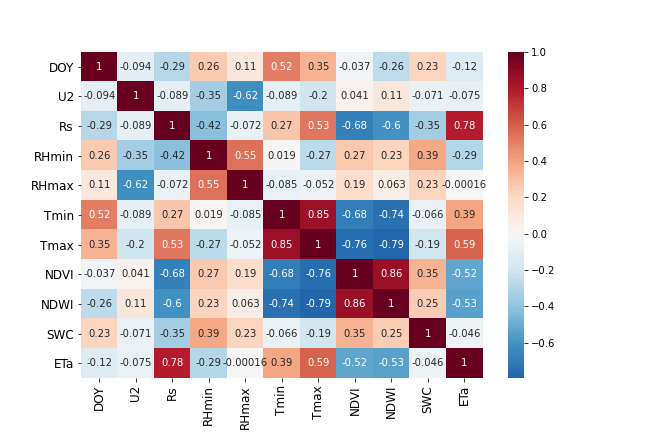 DOY 1 -0.094 -0.29 0.26 0.11 0.52 0.35 -0.037 -0.26 0.23 -0.12
U2 -0.094 1 -0.089 -0.35 -0.62 -0.089 -0.2 0.041 0.11 -0.071 -0.075
Rs -0.29 -0.089 1 -0.42 -0.072 0.27 0.53 -0.68 -0.6 -0.35 0.78
RHmin 0.26 -0.35 -0.42 1 0.55 0.019 -0.27 0.27 0.23 0.39 -0.29
RHmax 0.11 -0.62 -0.072 0.55 1 -0.085 -0.052 0.19 0.063 0.23 -0.00016
Tmin 0.52 -0.089 0.27 0.019 -0.085 1 0.85 -0.68 -0.74 -0.066 0.39
Tmax 0.35 -0.2 0.53 -0.27 -0.052 0.85 1 -0.76 -0.79 -0.19 0.59
NDVI -0.037 0.041 -0.68 0.27 0.19 -0.68 -0.76 1 0.86 0.35 -0.52
NDWI -0.26 0.11 -0.6 0.23 0.063 -0.74 -0.79 0.86 1 0.25 -0.53
SWC 0.23 -0.071 -0.35 0.39 0.23 -0.066 -0.19 0.35 0.25 1 -0.046
ETa -0.12 -0.075 0.78 -0.29 -0.00016 0.39 0.59 -0.52 -0.53 -0.046 1
DOY U2 Rs RHmin RHmax Tmin Tmax NDVI NDWI SWC ETa
1.0
0.8
0.6
0.4
0.2
0.0
−0.2
−0.4
−0.6